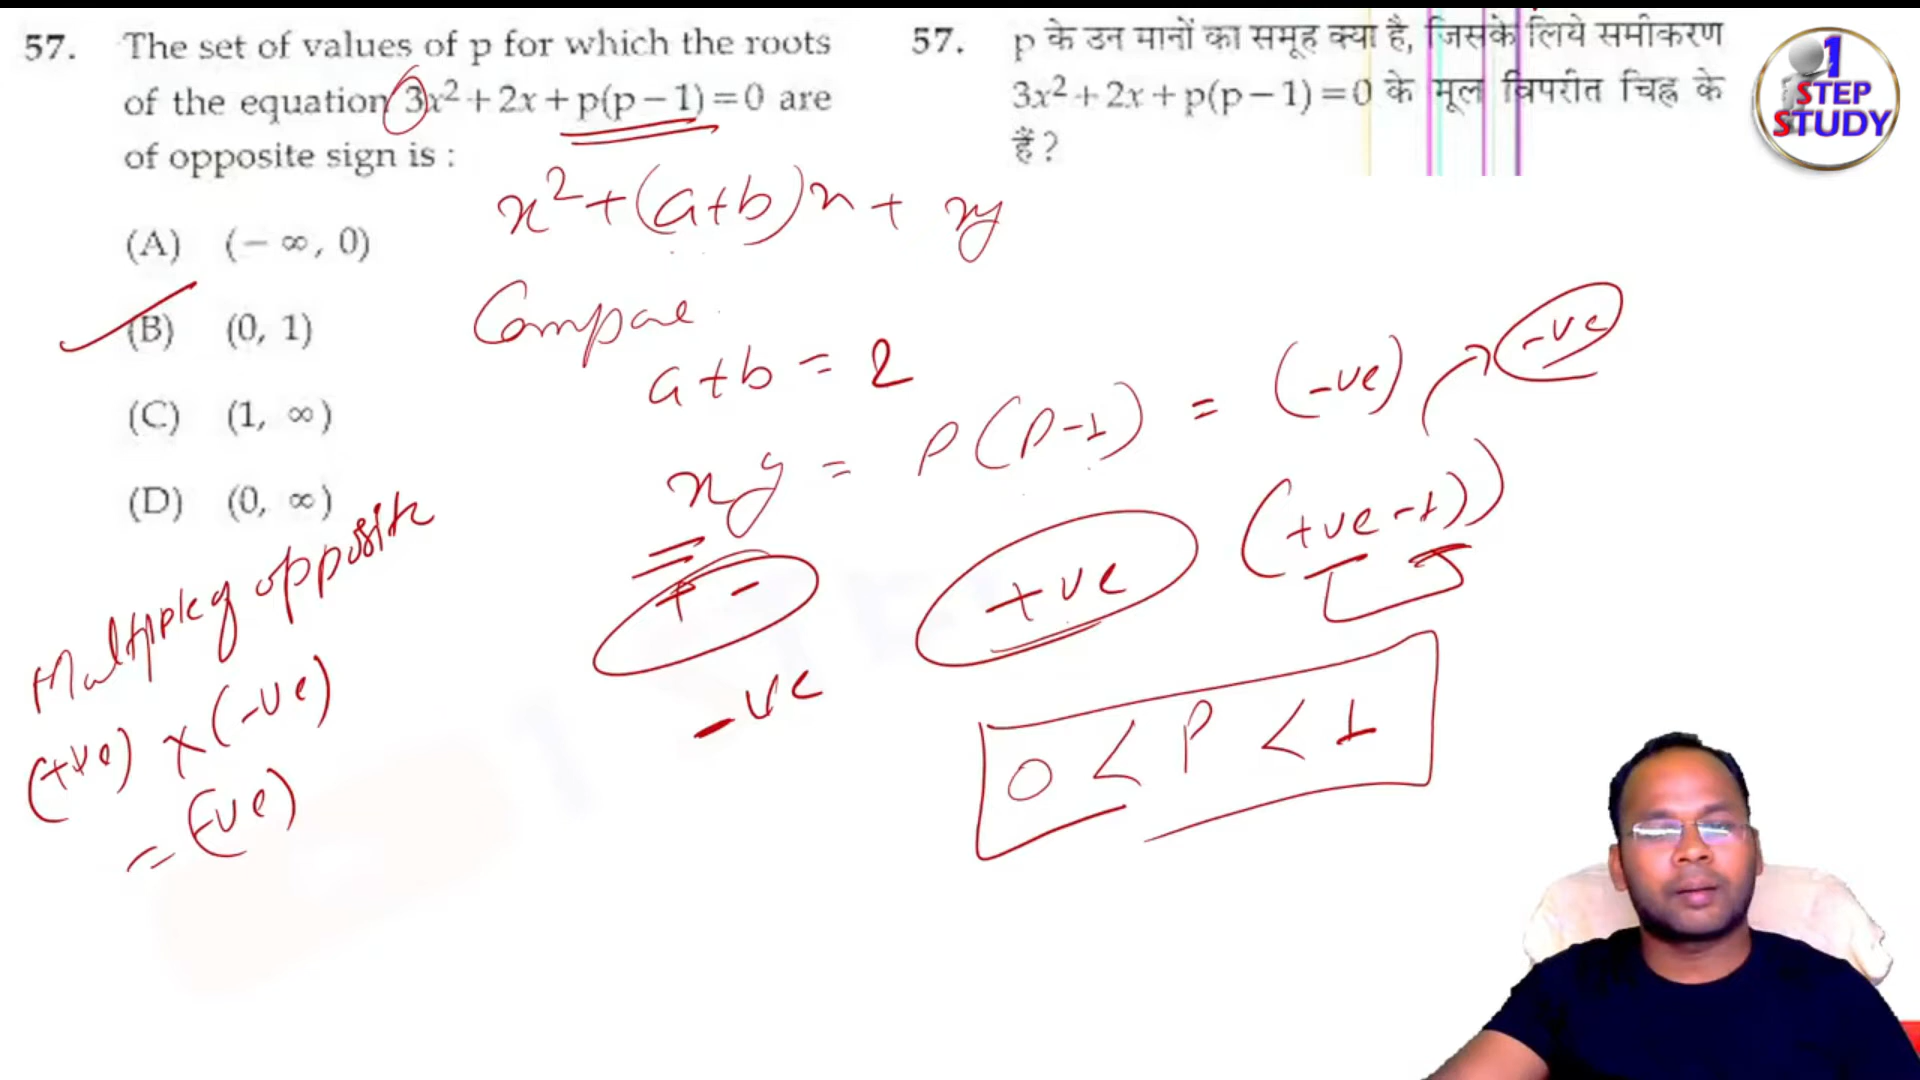 57. The set of values of p for which the roots
of the equation 3x² + 2x + p(p − 1) = 0 are
of opposite sign is :
(A) (− ∞, 0)
(B) (0, 1)
(C) (1, ∞)
(D) (0, ∞)
57. p के उन मानों का समूह क्या है, जिसके लिये समीकरण
3x² + 2x + p(p − 1) = 0 के मूल विपरीत चिह्न के
हैं ?
1
STEP
STUDY
x² + (a+b)x + xy
Compare
a+b = 2
xy = P(P-1) = (-ve)
-ve
+ -
-ve
+ve
(+ve -1))
0 < P < 1
opposite
(+ve) × (-ve)
= (-ve)